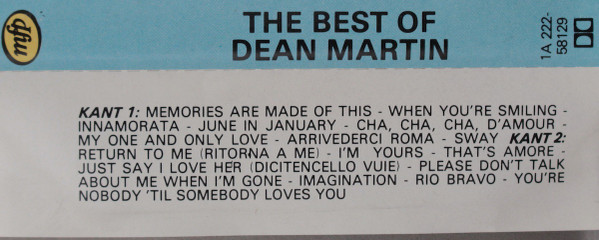 mfp
THE BEST OF
DEAN MARTIN
1A 222-
58129
KANT 1: MEMORIES ARE MADE OF THIS - WHEN YOU'RE SMILING -
INNAMORATA - JUNE IN JANUARY - CHA, CHA, CHA, D'AMOUR -
MY ONE AND ONLY LOVE - ARRIVEDERCI ROMA - SWAY KANT 2:
RETURN TO ME (RITORNA A ME) - I'M YOURS - THAT'S AMORE -
JUST SAY I LOVE HER (DICITENCELLO VUIE) - PLEASE DON'T TALK
ABOUT ME WHEN I'M GONE - IMAGINATION - RIO BRAVO - YOU'RE
NOBODY 'TIL SOMEBODY LOVES YOU